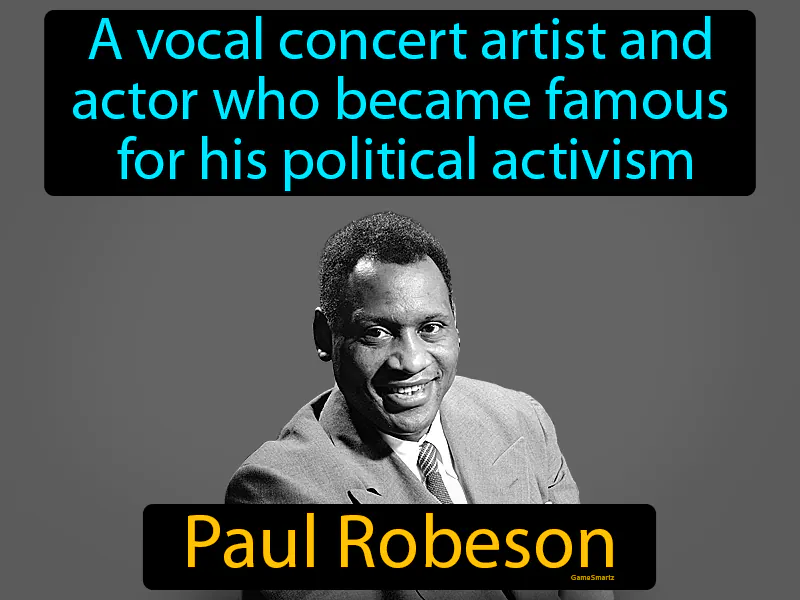 A vocal concert artist and
actor who became famous
for his political activism
Paul Robeson
GameSmartz